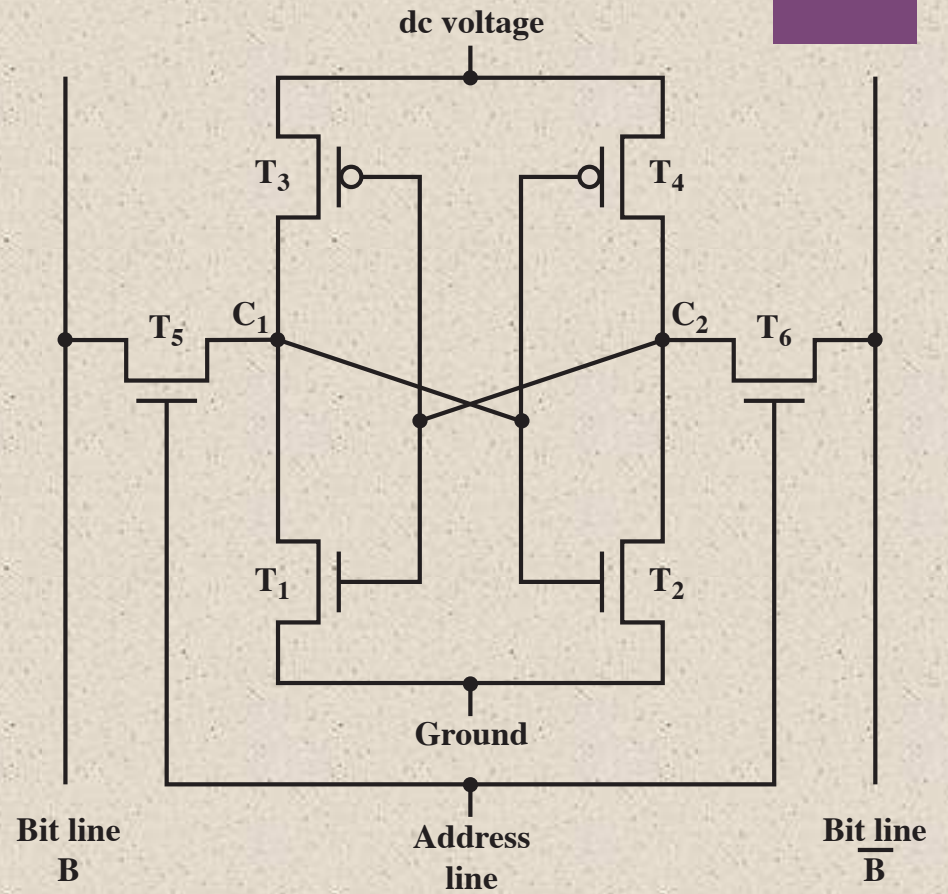 dc voltage
T3
T4
T5
C1
C2
T6
T1
T2
Ground
Bit line
B
Address
line
Bit line
B̅